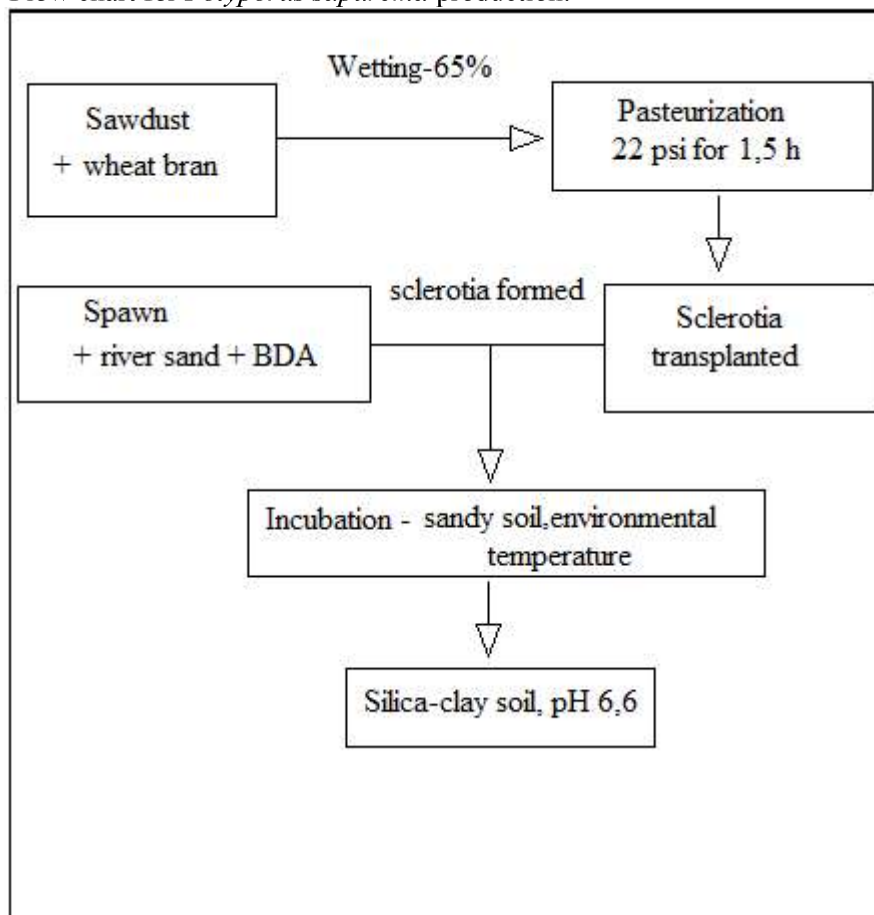 Wetting-65%
Sawdust
+ wheat bran
Pasteurization
22 psi for 1,5 h
sclerotia formed
Spawn
+ river sand + BDA
Sclerotia
transplanted
Incubation - sandy soil,environmental
temperature
Silica-clay soil, pH 6,6